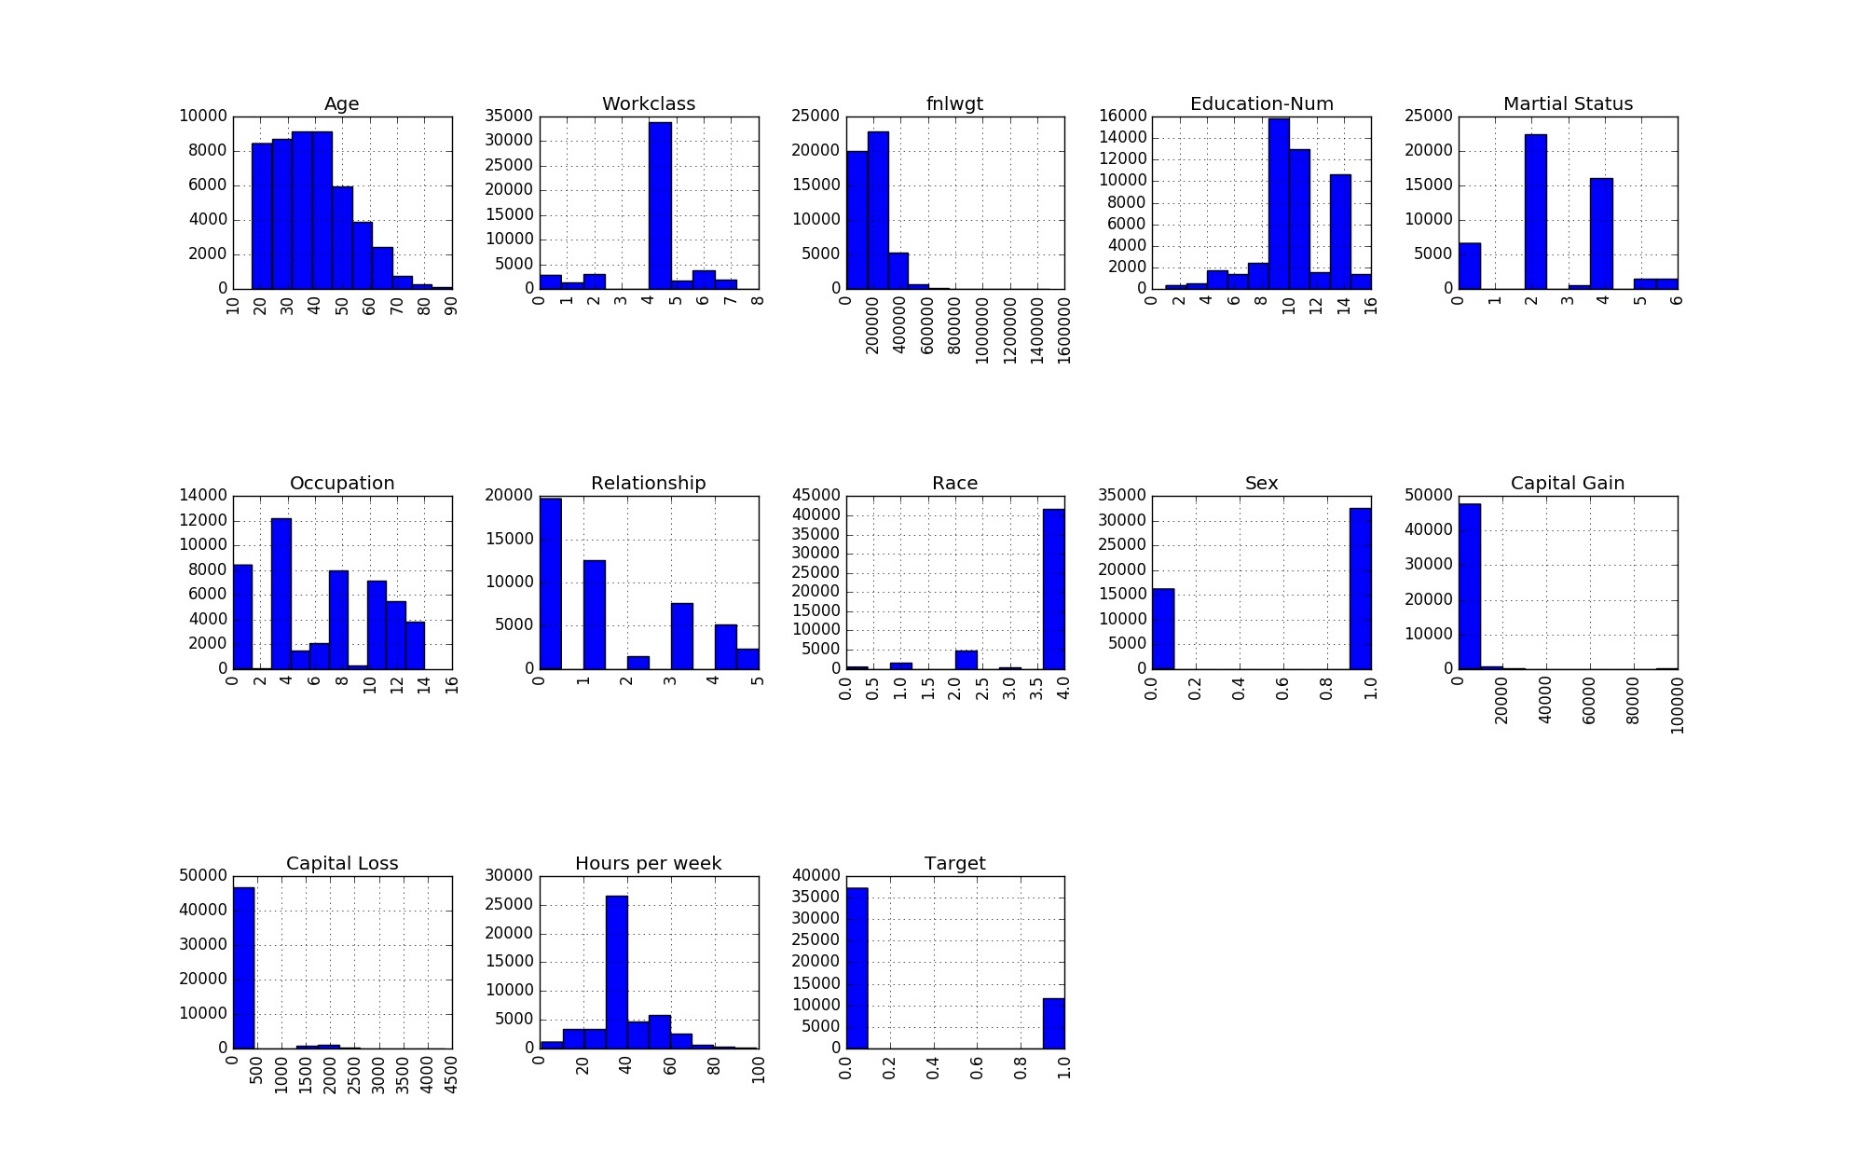 Age Workclass fnlwgt Education-Num Martial Status
10000 8000 6000 4000 2000 0
10 20 30 40 50 60 70 80 90
35000 30000 25000 20000 15000 10000 5000 0
0 1 2 3 4 5 6 7 8
25000 20000 15000 10000 5000 0
0 200000 400000 600000 800000 1000000 1200000 1400000 1600000
16000 14000 12000 10000 8000 6000 4000 2000 0
0 2 4 6 8 10 12 14 16
25000 20000 15000 10000 5000 0
0 1 2 3 4 5 6
Occupation Relationship Race Sex Capital Gain
14000 12000 10000 8000 6000 4000 2000 0
0 2 4 6 8 10 12 14 16
20000 15000 10000 5000 0
0 1 2 3 4 5
45000 40000 35000 30000 25000 20000 15000 10000 5000 0
0.0 0.5 1.0 1.5 2.0 2.5 3.0 3.5 4.0
35000 30000 25000 20000 15000 10000 5000 0
0.0 0.2 0.4 0.6 0.8 1.0
50000 40000 30000 20000 10000 0
0 20000 40000 60000 80000 100000
Capital Loss Hours per week Target
50000 40000 30000 20000 10000 0
0 500 1000 1500 2000 2500 3000 3500 4000 4500
30000 25000 20000 15000 10000 5000 0
0 20 40 60 80 100
40000 35000 30000 25000 20000 15000 10000 5000 0
0.0 0.2 0.4 0.6 0.8 1.0